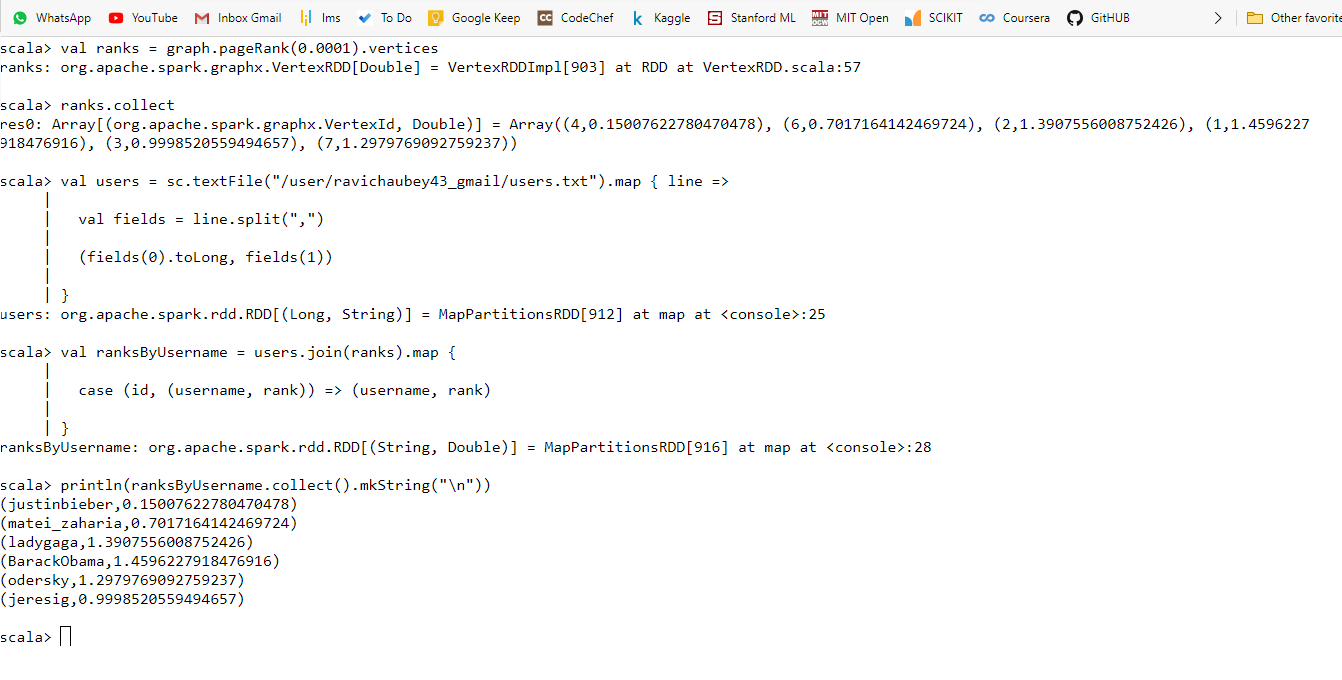 WhatsApp YouTube Inbox Gmail lms To Do Google Keep CodeChef Kaggle Stanford ML MIT Open SCIKIT Coursera GitHUB Other favorite
scala> val ranks = graph.pageRank(0.0001).vertices
ranks: org.apache.spark.graphx.VertexRDD[Double] = VertexRDDImpl[903] at RDD at VertexRDD.scala:57
scala> ranks.collect
res0: Array[(org.apache.spark.graphx.VertexId, Double)] = Array((4,0.15007622780470478), (6,0.7017164142469724), (2,1.3907556008752426), (1,1.4596227
918476916), (3,0.9998520559494657), (7,1.2979769092759237))
scala> val users = sc.textFile("/user/ravichaubey43_gmail/users.txt").map { line =>
|
| val fields = line.split(",")
|
| (fields(0).toLong, fields(1))
|
| }
users: org.apache.spark.rdd.RDD[(Long, String)] = MapPartitionsRDD[912] at map at <console>:25
scala> val ranksByUsername = users.join(ranks).map {
|
| case (id, (username, rank)) => (username, rank)
|
| }
ranksByUsername: org.apache.spark.rdd.RDD[(String, Double)] = MapPartitionsRDD[916] at map at <console>:28
scala> println(ranksByUsername.collect().mkString("\n"))
(justinbieber,0.15007622780470478)
(matei_zaharia,0.7017164142469724)
(ladygaga,1.3907556008752426)
(BarackObama,1.4596227918476916)
(odersky,1.2979769092759237)
(jeresig,0.9998520559494657)
scala>